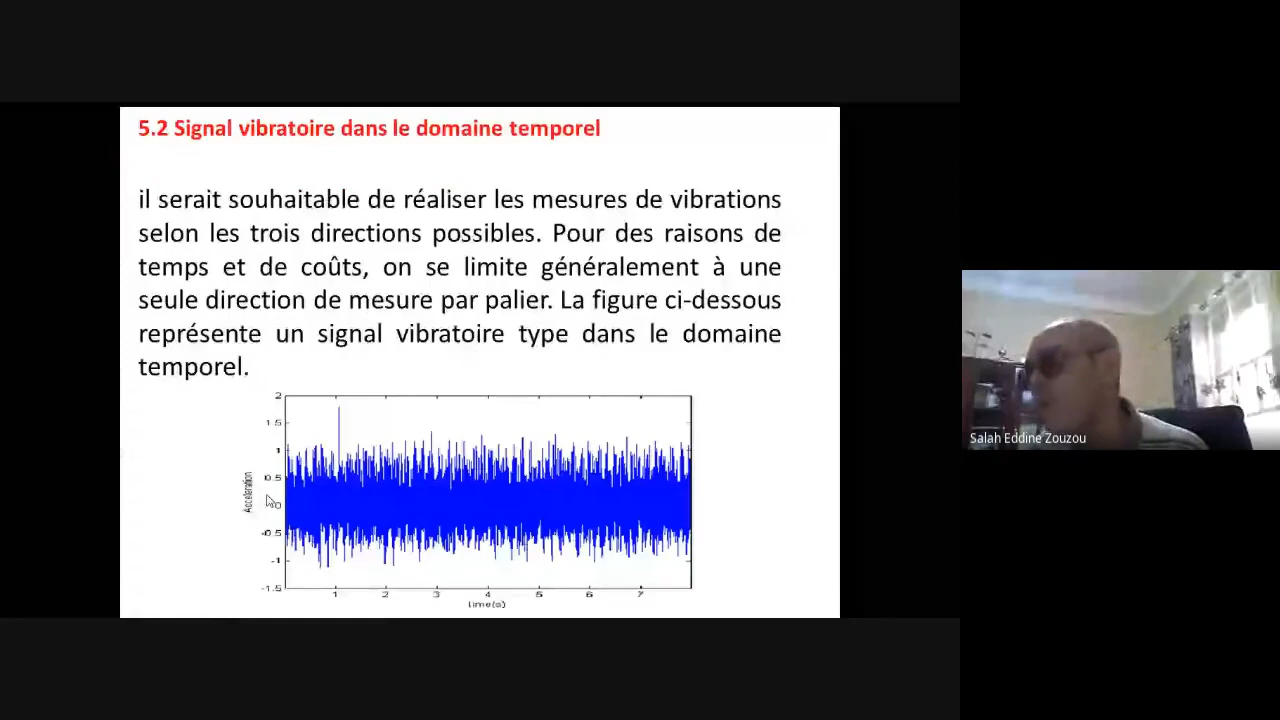 5.2 Signal vibratoire dans le domaine temporel
il serait souhaitable de réaliser les mesures de vibrations
selon les trois directions possibles. Pour des raisons de
temps et de coûts, on se limite généralement à une
seule direction de mesure par palier. La figure ci-dessous
représente un signal vibratoire type dans le domaine
temporel.
2
1.5
1
0.5
0
-0.5
-1
-1.5
Acceleration
1 2 3 4 5 6 7
time(s)
Salah Eddine Zouzou